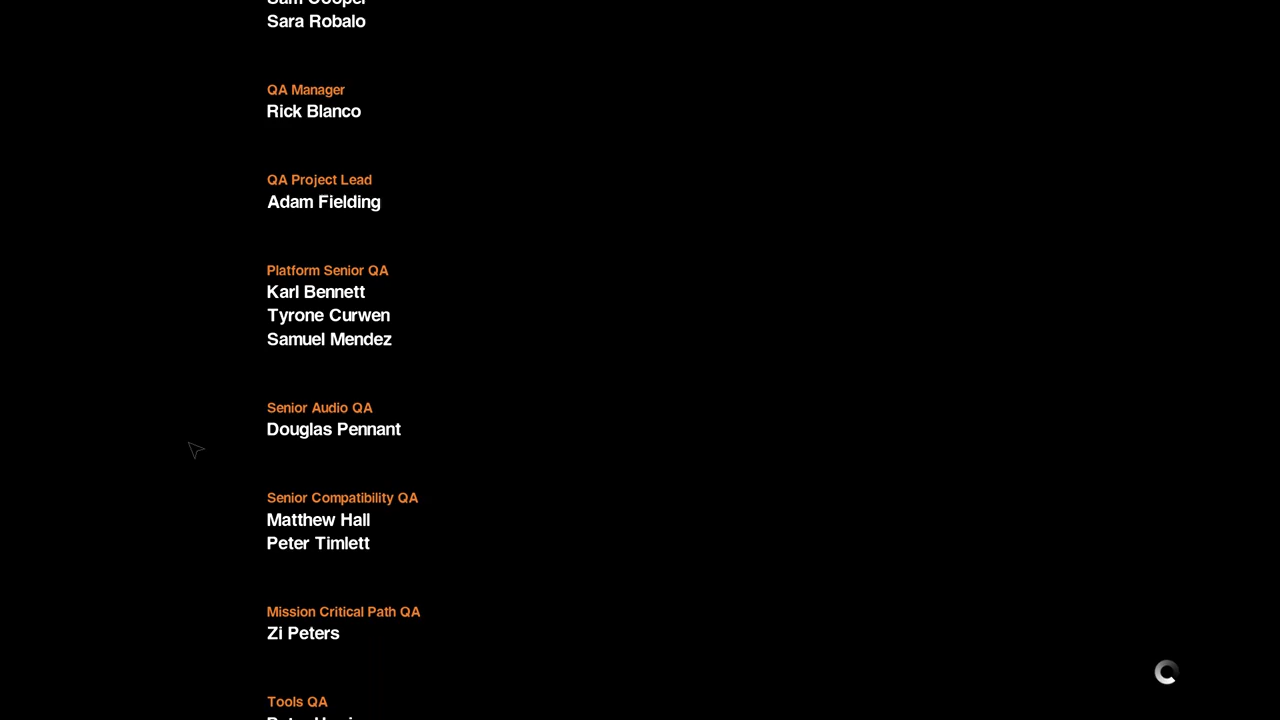 Sam Cooper
Sara Robalo
QA Manager
Rick Blanco
QA Project Lead
Adam Fielding
Platform Senior QA
Karl Bennett
Tyrone Curwen
Samuel Mendez
Senior Audio QA
Douglas Pennant
Senior Compatibility QA
Matthew Hall
Peter Timlett
Mission Critical Path QA
Zi Peters
Tools QA